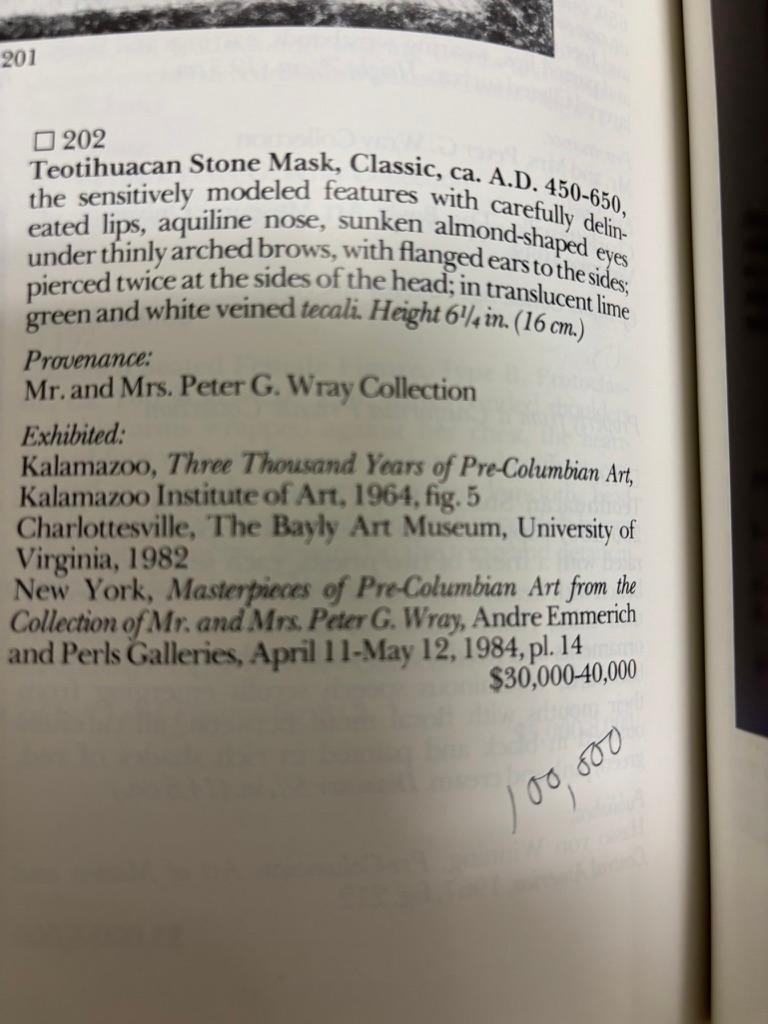 201
☐ 202
Teotihuacan Stone Mask, Classic, ca. A.D. 450-650,
the sensitively modeled features with carefully delin-
eated lips, aquiline nose, sunken almond-shaped eyes
under thinly arched brows, with flanged ears to the sides;
pierced twice at the sides of the head; in translucent lime
green and white veined tecali. Height 6¼ in. (16 cm.)
Provenance:
Mr. and Mrs. Peter G. Wray Collection
Exhibited:
Kalamazoo, Three Thousand Years of Pre-Columbian Art,
Kalamazoo Institute of Art, 1964, fig. 5
Charlottesville, The Bayly Art Museum, University of
Virginia, 1982
New York, Masterpieces of Pre-Columbian Art from the
Collection of Mr. and Mrs. Peter G. Wray, Andre Emmerich
and Perls Galleries, April 11-May 12, 1984, pl. 14
$30,000-40,000
100,000